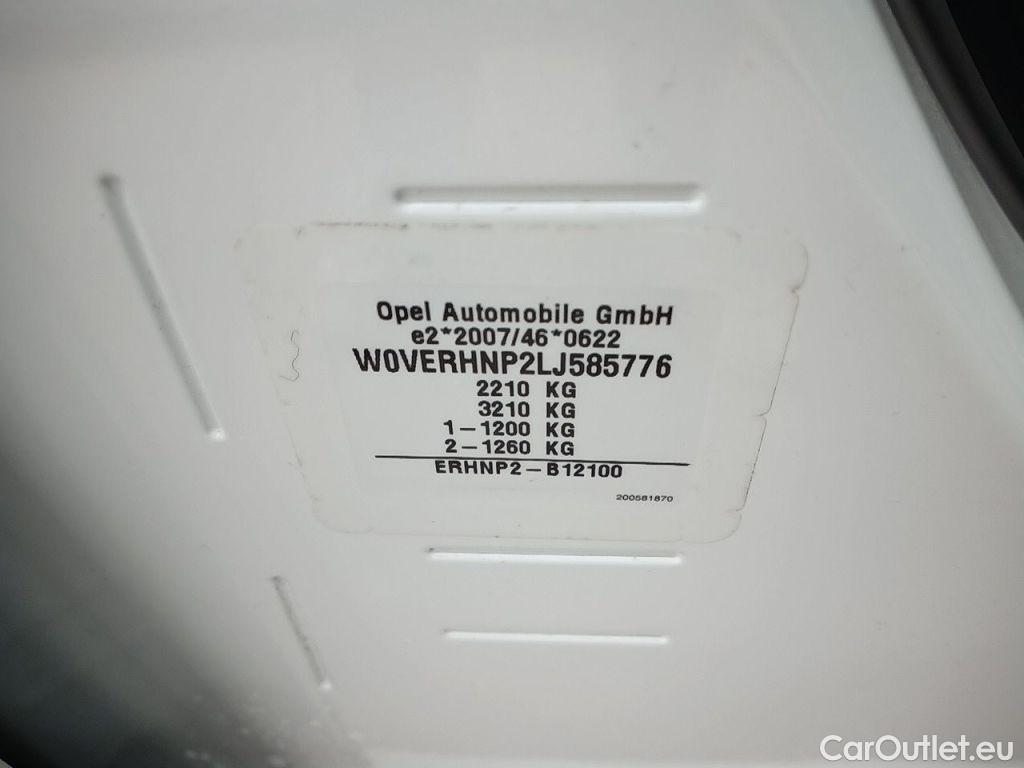 Opel Automobile GmbH
e2*2007/46*0622
W0VERHNP2LJ585776
2210 KG
3210 KG
1-1200 KG
2-1260 KG
ERHNP2-B12100
200581870
CarOutlet.eu